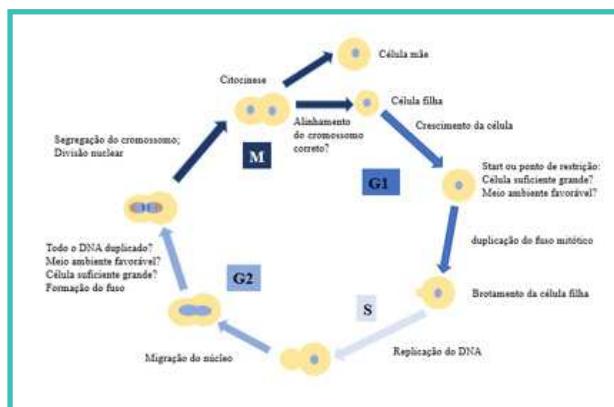 Célula mãe
Citocinese
Célula filha
Alinhamento
do cromossomo
correto?
Crescimento da célula
Segregação do cromossomo;
Divisão nuclear
M
G1
Start ou ponto de restrição:
Célula suficiente grande?
Meio ambiente favorável?
duplicação do fuso mitótico
Todo o DNA duplicado?
Meio ambiente favorável?
Célula suficiente grande?
Formação do fuso
G2
Brotamento da célula filha
S
Replicação do DNA
Migração do núcleo